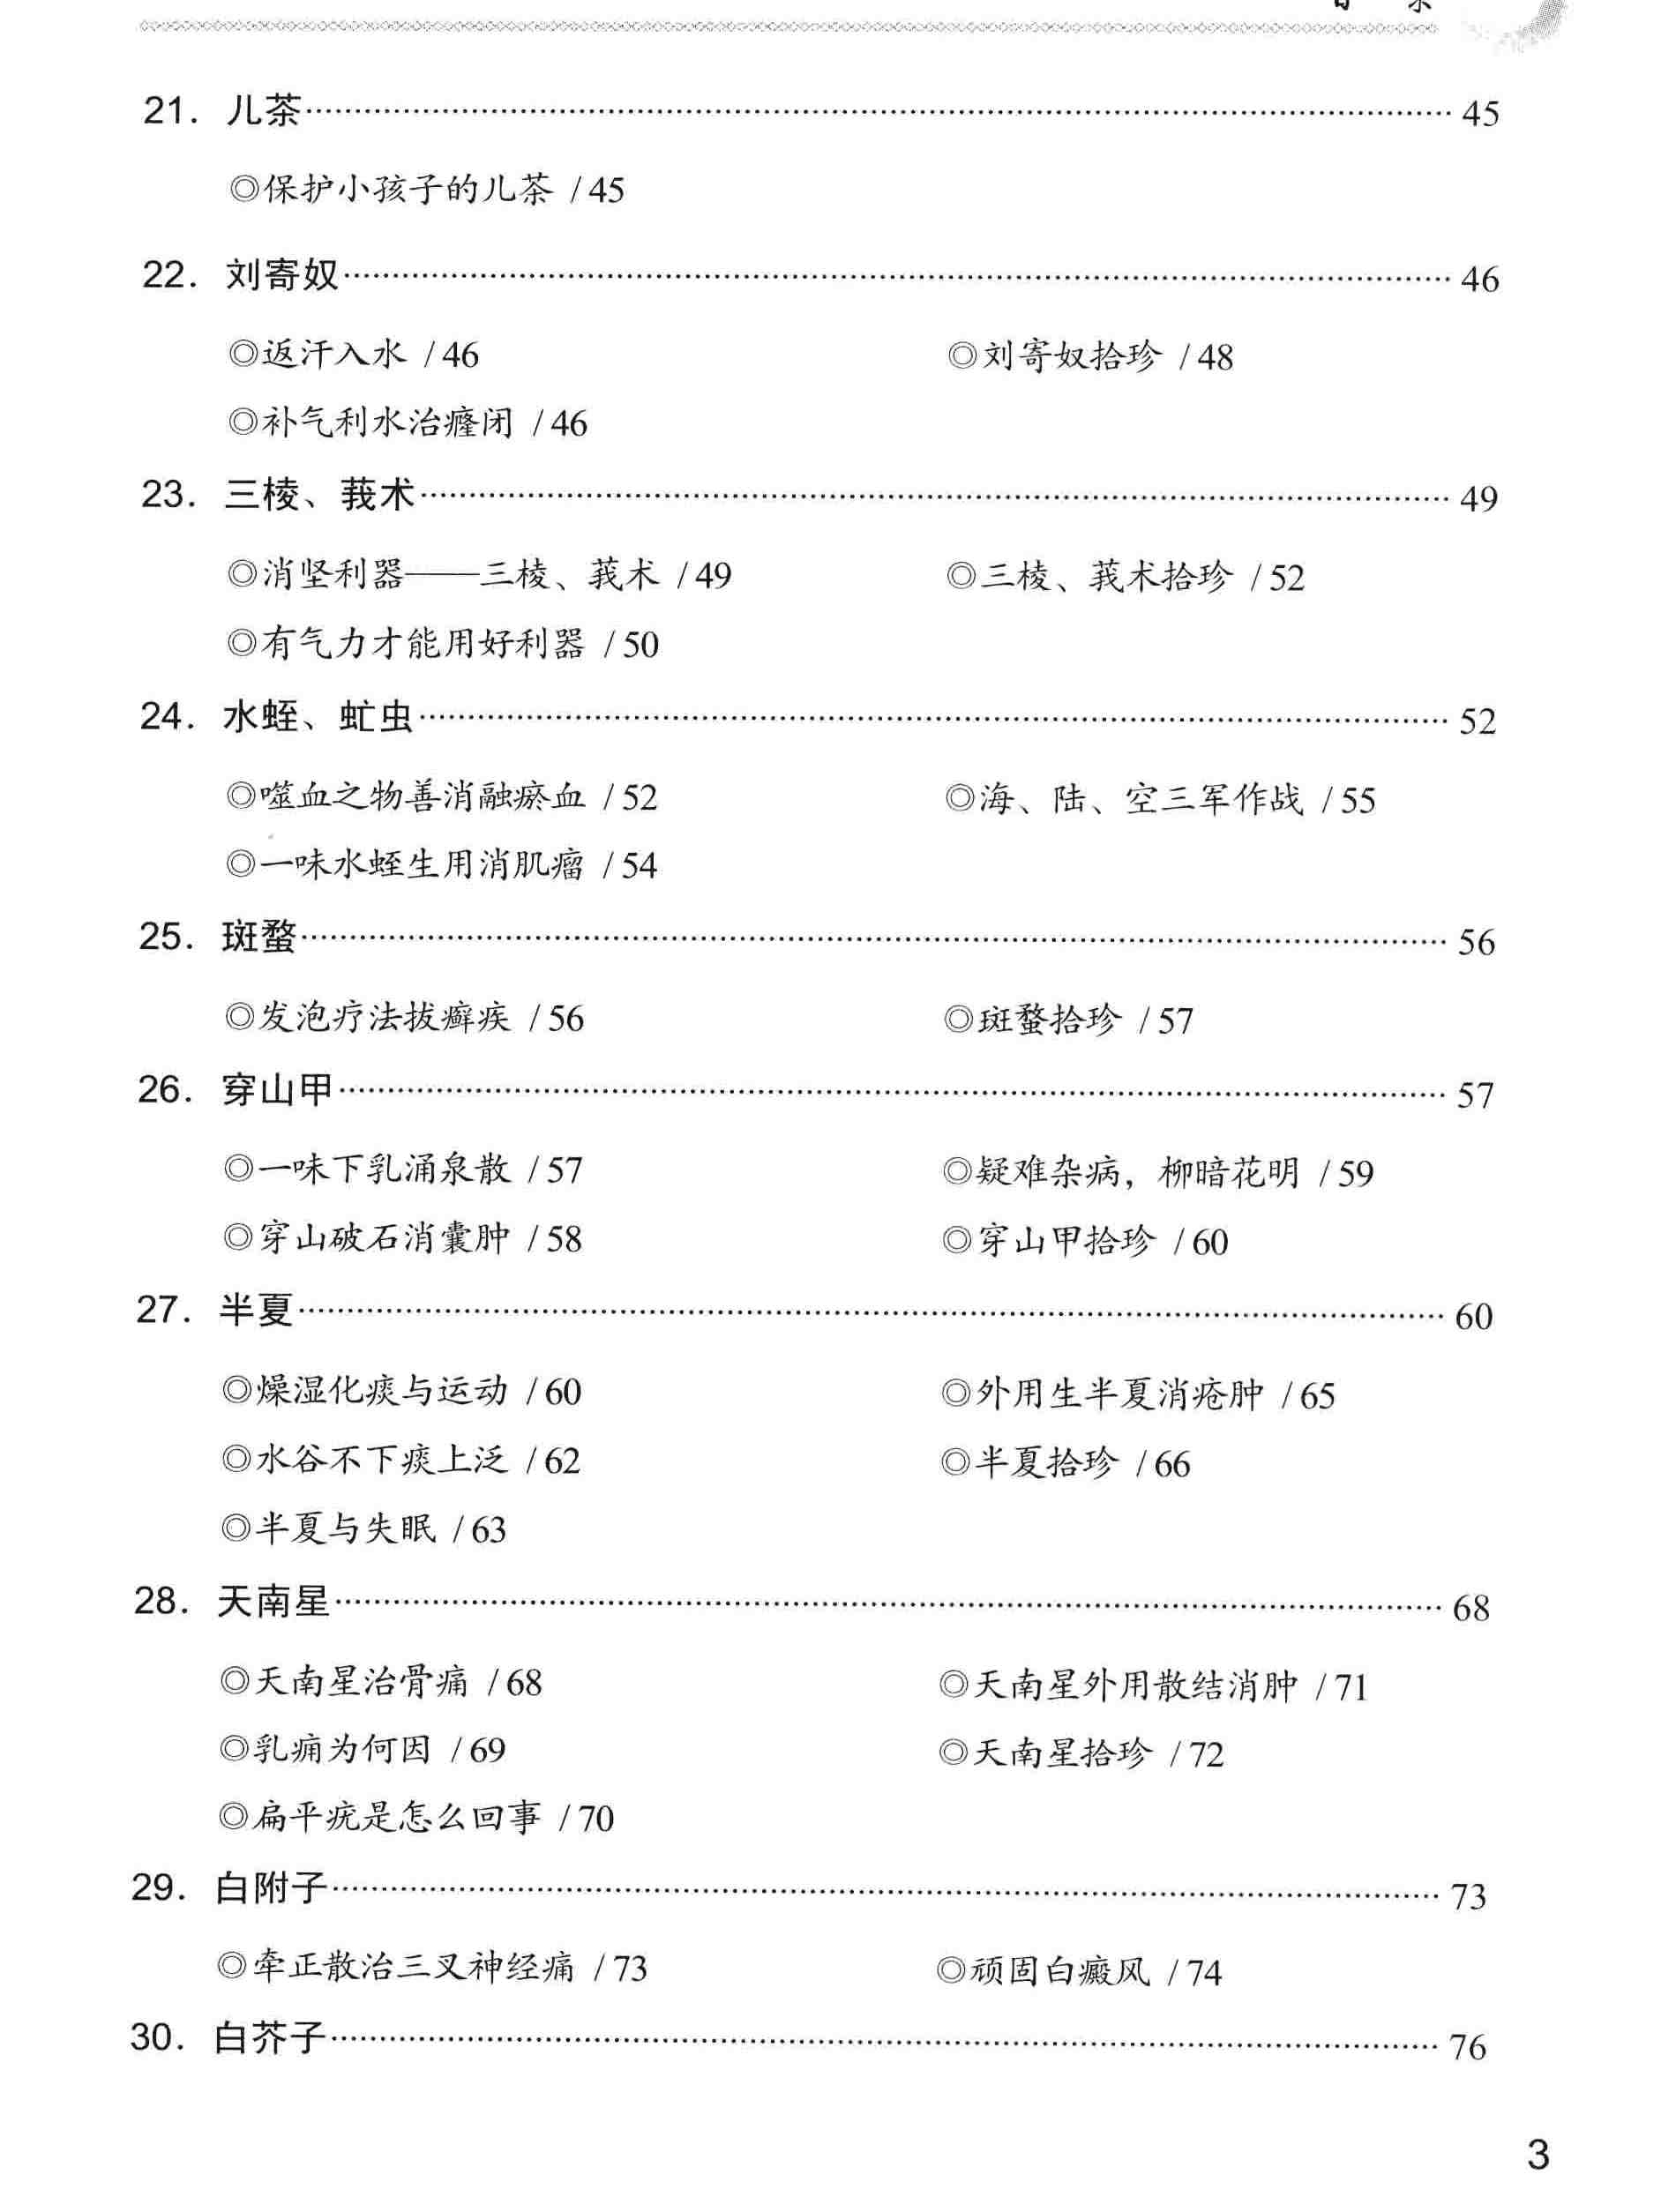 21. 儿茶 45
◎保护小孩子的儿茶 /45
22. 刘寄奴 46
◎返汗入水 /46
◎补气利水治癃闭 /46
◎刘寄奴拾珍 /48
23. 三棱、莪术 49
◎消坚利器——三棱、莪术 /49
◎有气力才能用好利器 /50
◎三棱、莪术拾珍 /52
24. 水蛭、虻虫 52
◎噬血之物善消融瘀血 /52
◎一味水蛭生用消肌瘤 /54
◎海、陆、空三军作战 /55
25. 斑蝥 56
◎发泡疗法拔癣疾 /56
◎斑蝥拾珍 /57
26. 穿山甲 57
◎一味下乳涌泉散 /57
◎穿山破石消囊肿 /58
◎疑难杂病，柳暗花明 /59
◎穿山甲拾珍 /60
27. 半夏 60
◎燥湿化痰与运动 /60
◎水谷不下痰上泛 /62
◎半夏与失眠 /63
◎外用生半夏消疮肿 /65
◎半夏拾珍 /66
28. 天南星 68
◎天南星治骨痛 /68
◎乳痈为何因 /69
◎扁平疣是怎么回事 /70
◎天南星外用散结消肿 /71
◎天南星拾珍 /72
29. 白附子 73
◎牵正散治三叉神经痛 /73
◎顽固白癜风 /74
30. 白芥子 76
3